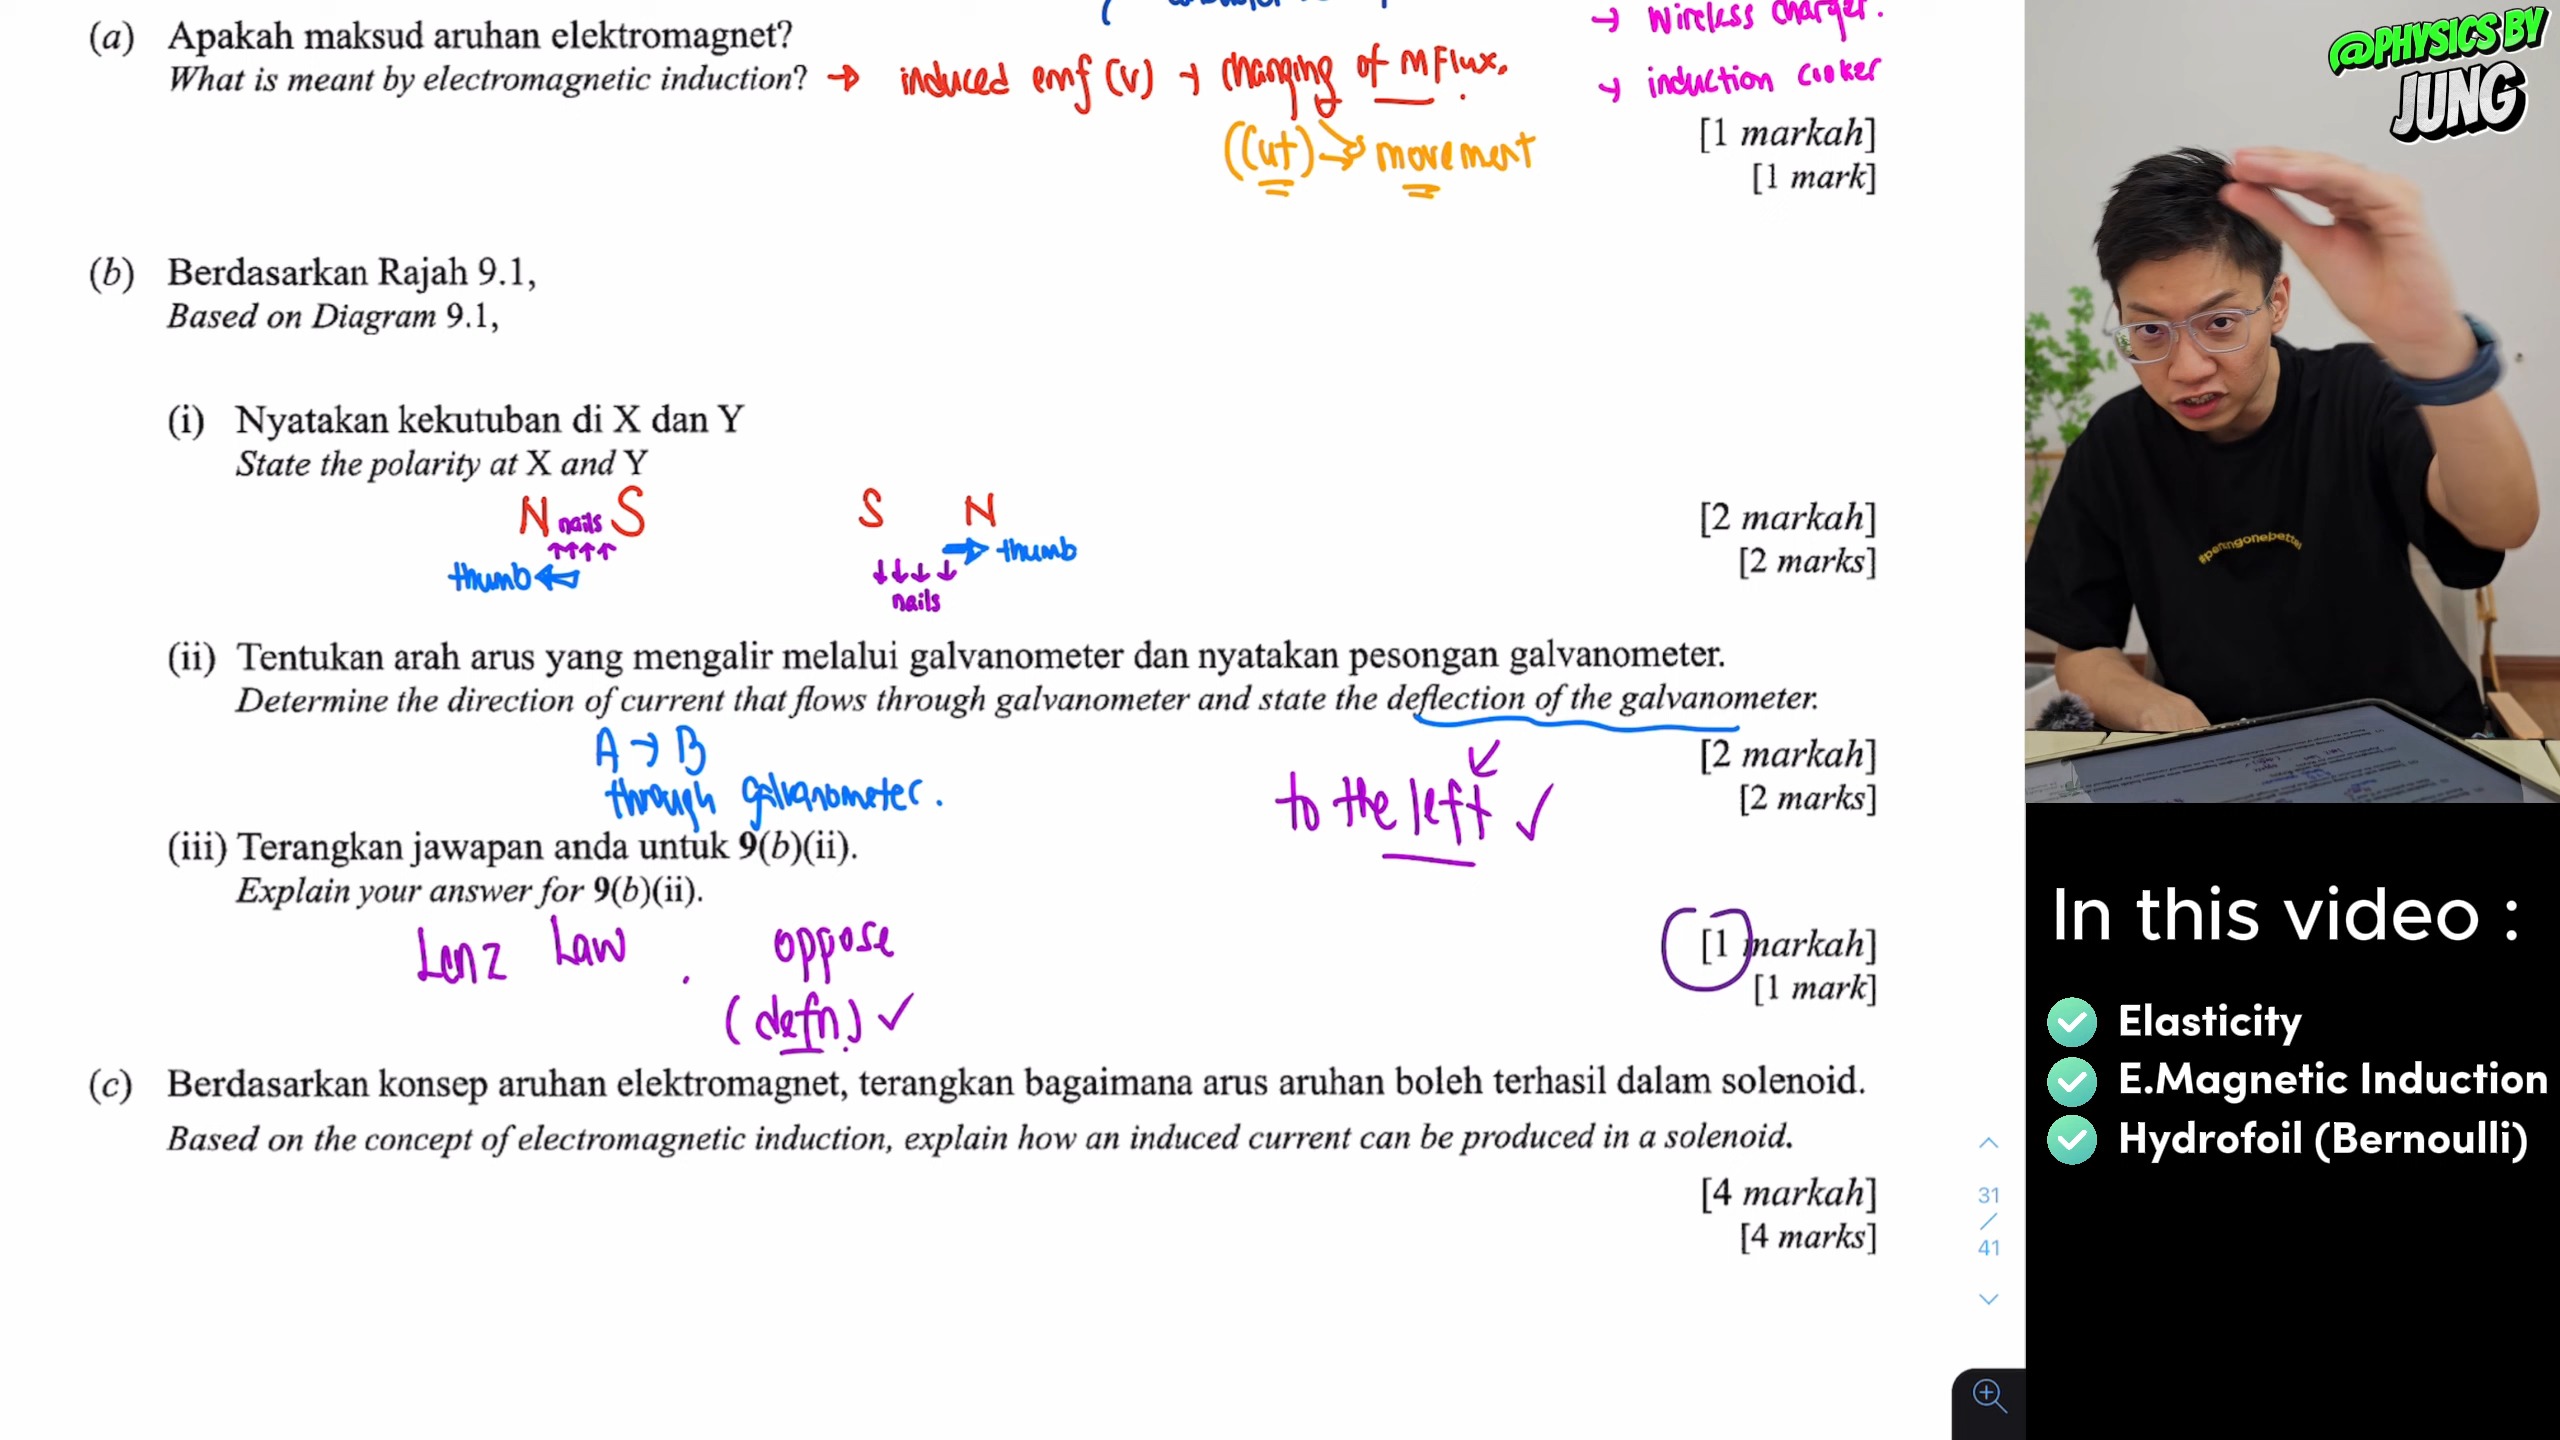 → Wireless charger.
(a) Apakah maksud aruhan elektromagnet?
What is meant by electromagnetic induction? → induced emf (V) → changing of M Flux.
→ induction cooker
(Cut) → movement
[1 markah]
[1 mark]
(b) Berdasarkan Rajah 9.1,
Based on Diagram 9.1,
(i) Nyatakan kekutuban di X dan Y
State the polarity at X and Y
N nails S
S N
thumb
thumb
nails
[2 markah]
[2 marks]
(ii) Tentukan arah arus yang mengalir melalui galvanometer dan nyatakan pesongan galvanometer.
Determine the direction of current that flows through galvanometer and state the deflection of the galvanometer.
A → B
through galvanometer.
to the left ✓
[2 markah]
[2 marks]
(iii) Terangkan jawapan anda untuk 9(b)(ii).
Explain your answer for 9(b)(ii).
Lenz Law . oppose
(defn) ✓
[1 markah]
[1 mark]
(c) Berdasarkan konsep aruhan elektromagnet, terangkan bagaimana arus aruhan boleh terhasil dalam solenoid.
Based on the concept of electromagnetic induction, explain how an induced current can be produced in a solenoid.
[4 markah]
[4 marks]
31
/
41
@PHYSICS BY
JUNG
In this video :
Elasticity
E.Magnetic Induction
Hydrofoil (Bernoulli)